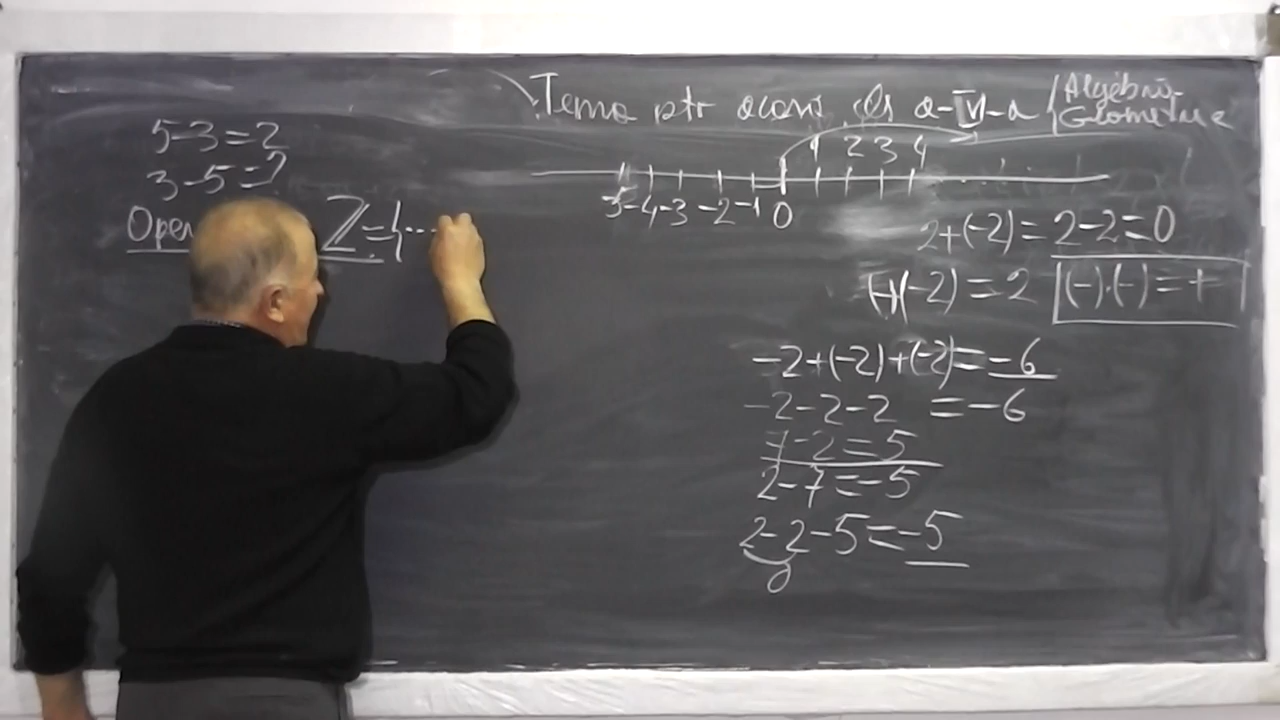 Tema ptr acasă cls a-V-a / Algebră
Geometrie
5-3=2
3-5=?
1 2 3 4
-5 -4 -3 -2 -1 0
Oper
ℤ={...
2+(-2)=2-2=0
(-)(-2)=2 (-)·(-)=+
-2+(-2)+(-2)=-6
-2-2-2 =-6
7-2=5
2-7=-5
2-2-5=-5
0